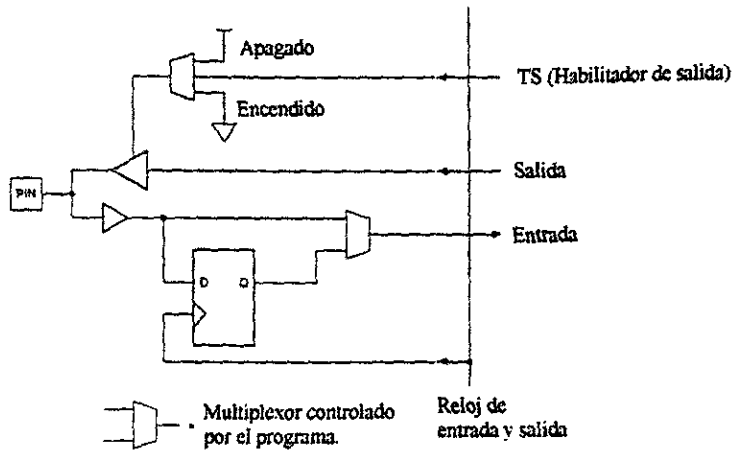 Apagado
TS (Habilitador de salida)
Encendido
Salida
PIN
Entrada
D Q
Multiplexor controlado
por el programa.
Reloj de
entrada y salida